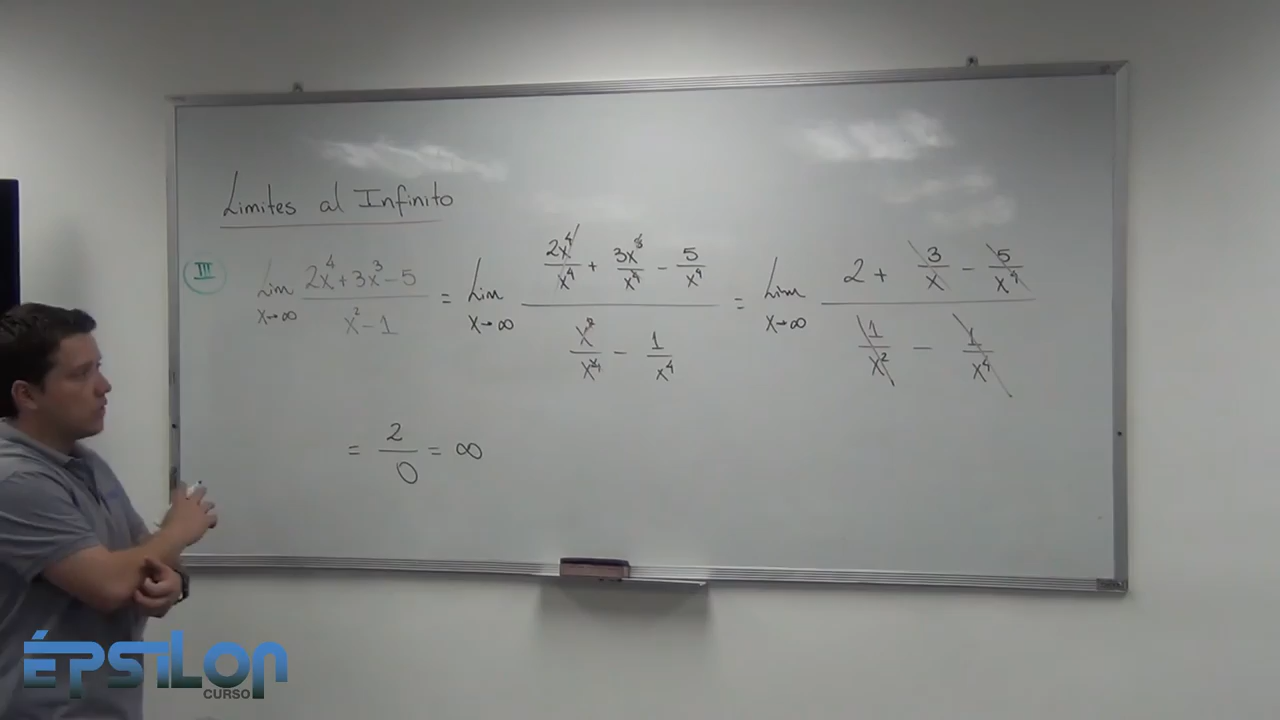 Limites al Infinito
III lim x→∞ (2x⁴ + 3x³ − 5)/(x² − 1) = lim x→∞ (2x⁴/x⁴ + 3x³/x⁴ − 5/x⁴)/(x²/x⁴ − 1/x⁴) = lim x→∞ (2 + 3/x − 5/x⁴)/(1/x² − 1/x⁴)
= 2/0 = ∞
ÉPSILON
CURSO